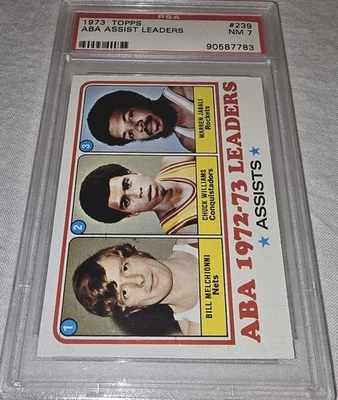 PSA
1973 TOPPS #239
ABA ASSIST LEADERS NM 7
90587783
1
BILL MELCHIONNI
Nets
2
CHUCK WILLIAMS
Conquistadors
3
WARREN JABALI
Rockets
ABA 1972-73 LEADERS
★ ASSISTS ★